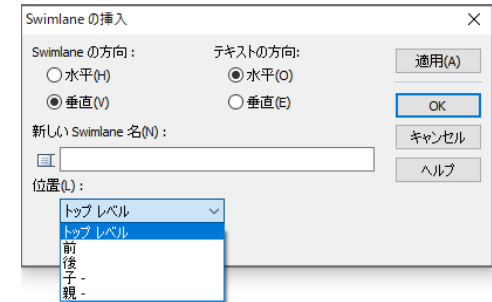 Swimlane の挿入
Swimlane の方向 :
水平(H)
垂直(V)
テキストの方向:
水平(O)
垂直(E)
適用(A)
OK
キャンセル
ヘルプ
新しい Swimlane 名(N) :
位置(L) :
トップ レベル
トップ レベル
前
後
子 -
親 -